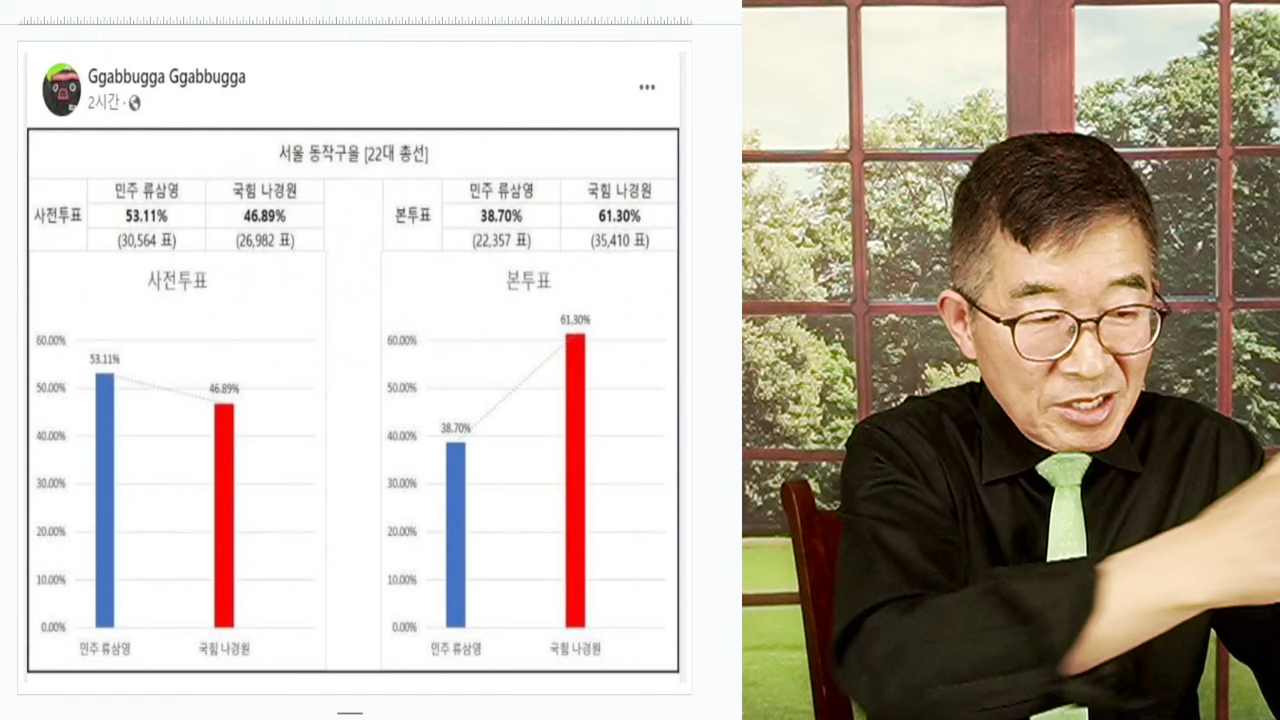 Ggabbugga Ggabbugga
2시간 ·
서울 동작구을 [22대 총선]
사전투표
민주 류삼영
국힘 나경원
53.11%
46.89%
(30,564 표)
(26,982 표)
본투표
민주 류삼영
국힘 나경원
38.70%
61.30%
(22,357 표)
(35,410 표)
사전투표
60.00%
50.00%
40.00%
30.00%
20.00%
10.00%
0.00%
53.11%
46.89%
민주 류삼영
국힘 나경원
본투표
60.00%
50.00%
40.00%
30.00%
20.00%
10.00%
0.00%
38.70%
61.30%
민주 류삼영
국힘 나경원